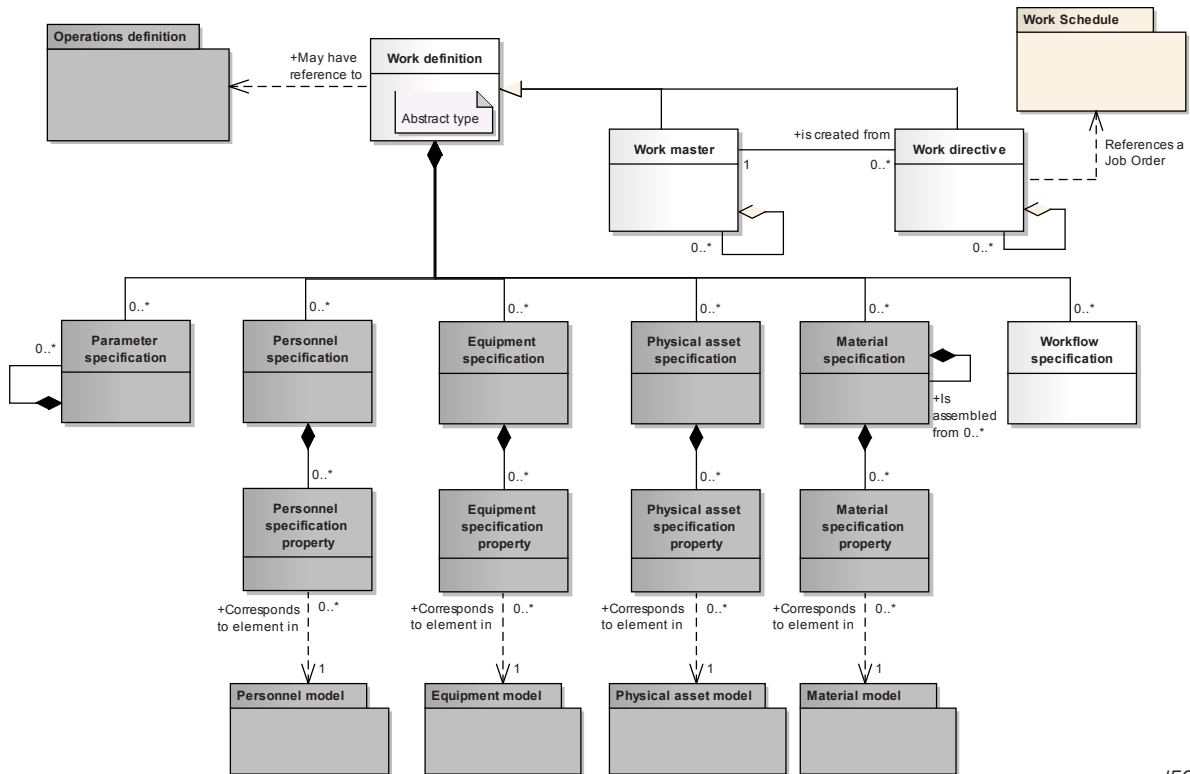 Operations definition
+May have
reference to
Work definition
Abstract type
Work Schedule
Work master
+is created from
1
0..*
Work directive
References a
Job Order
0..*
0..*
0..*
0..*
0..*
0..*
0..*
0..*
0..*
Parameter
specification
Personnel
specification
Equipment
specification
Physical asset
specification
Material
specification
Workflow
specification
+Is
assembled
from 0..*
0..*
0..*
0..*
0..*
Personnel
specification
property
Equipment
specification
property
Physical asset
specification
property
Material
specification
property
+Corresponds
to element in
0..*
+Corresponds
to element in
0..*
+Corresponds
to element in
0..*
+Corresponds
to element in
0..*
1
1
1
1
Personnel model
Equipment model
Physical asset model
Material model